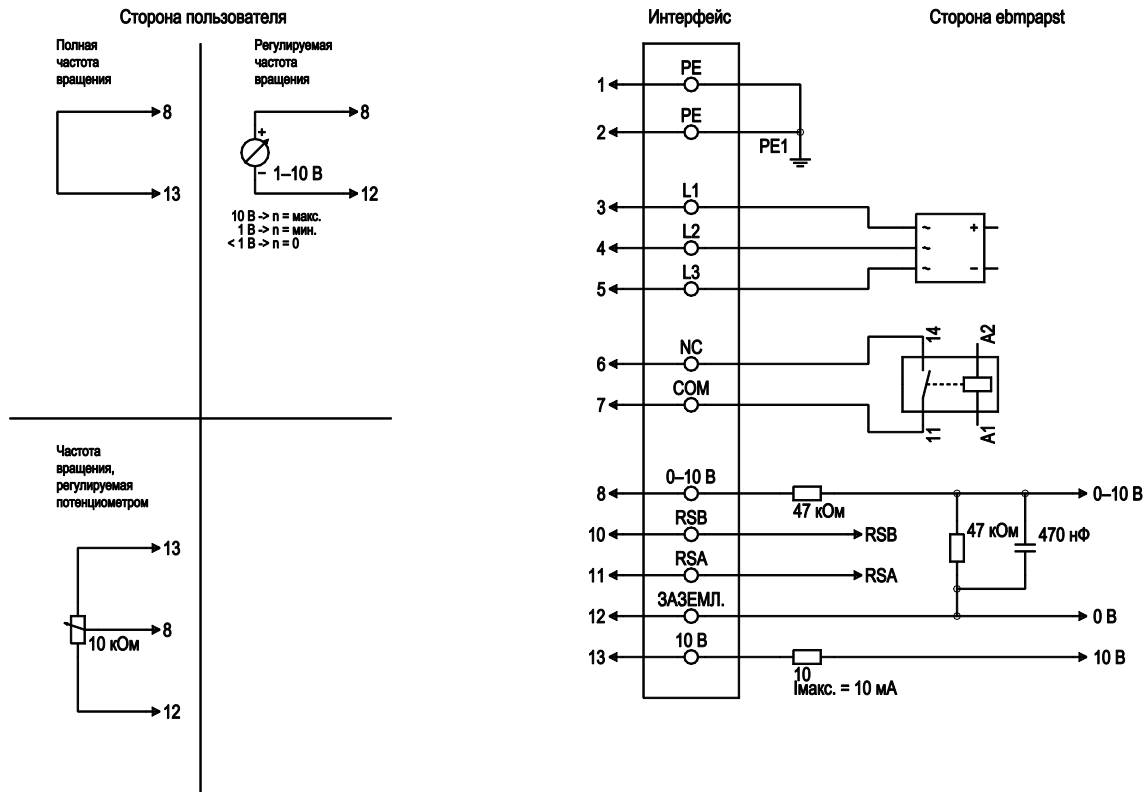 Сторона пользователя
Полная
частота
вращения
8
13
Регулируемая
частота
вращения
8
+
–
1–10 В
12
10 В -> n = макс.
1 В -> n = мин.
< 1 В -> n = 0
Частота
вращения,
регулируемая
потенциометром
13
8
10 кОм
12
Интерфейс
Сторона ebmpapst
1
PE
2
PE
PE1
3
L1
4
L2
5
L3
~
+
~
~
–
6
NC
14
A2
7
COM
11
A1
8
0–10 В
47 кОм
0–10 В
10
RSB
RSB
47 кОм
470 нФ
11
RSA
RSA
12
ЗАЗЕМЛ.
0 В
13
10 В
10
Iмакс. = 10 мА
10 В